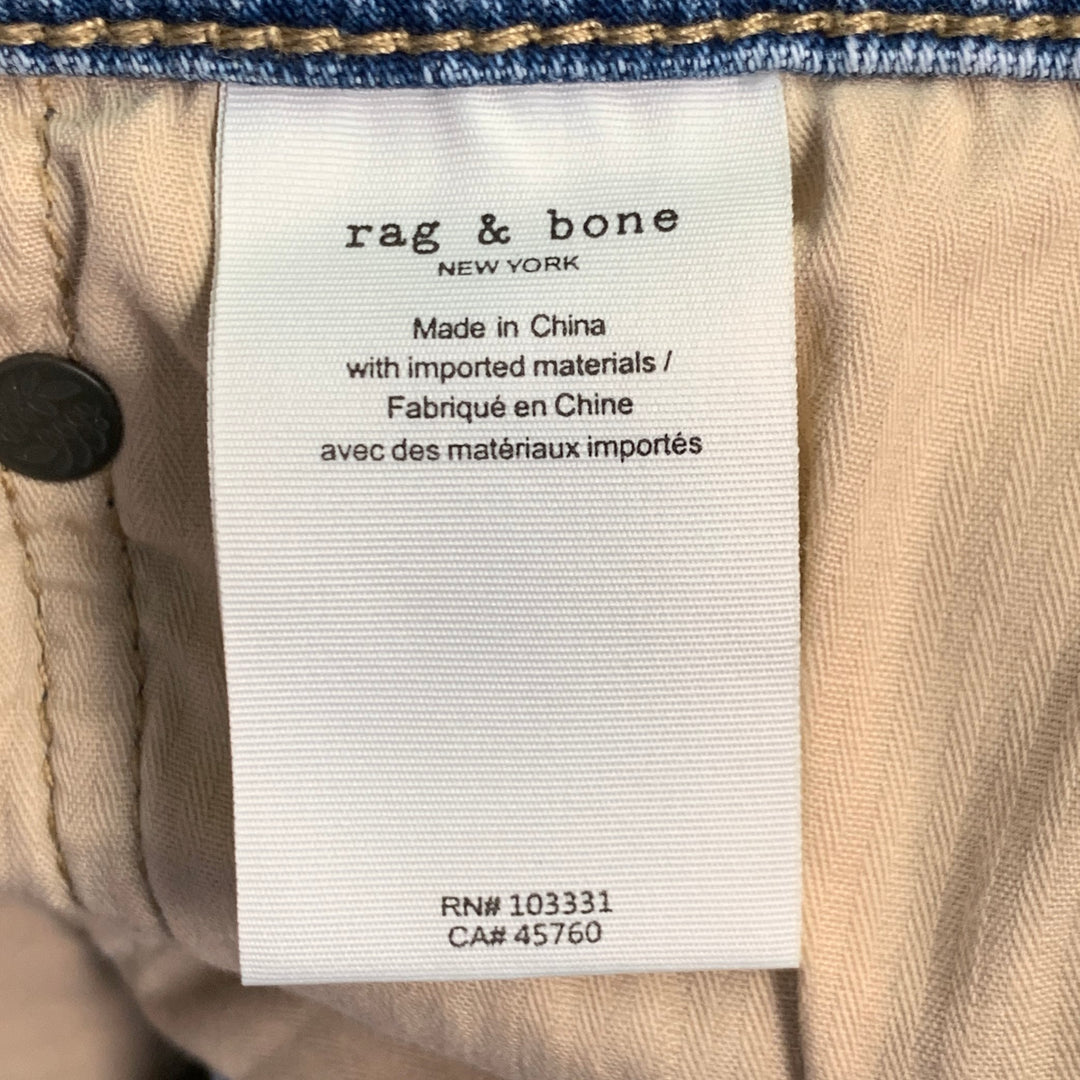 rag & bone
NEW YORK
Made in China
with imported materials /
Fabriqué en Chine
avec des matériaux importés
RN# 103331
CA# 45760